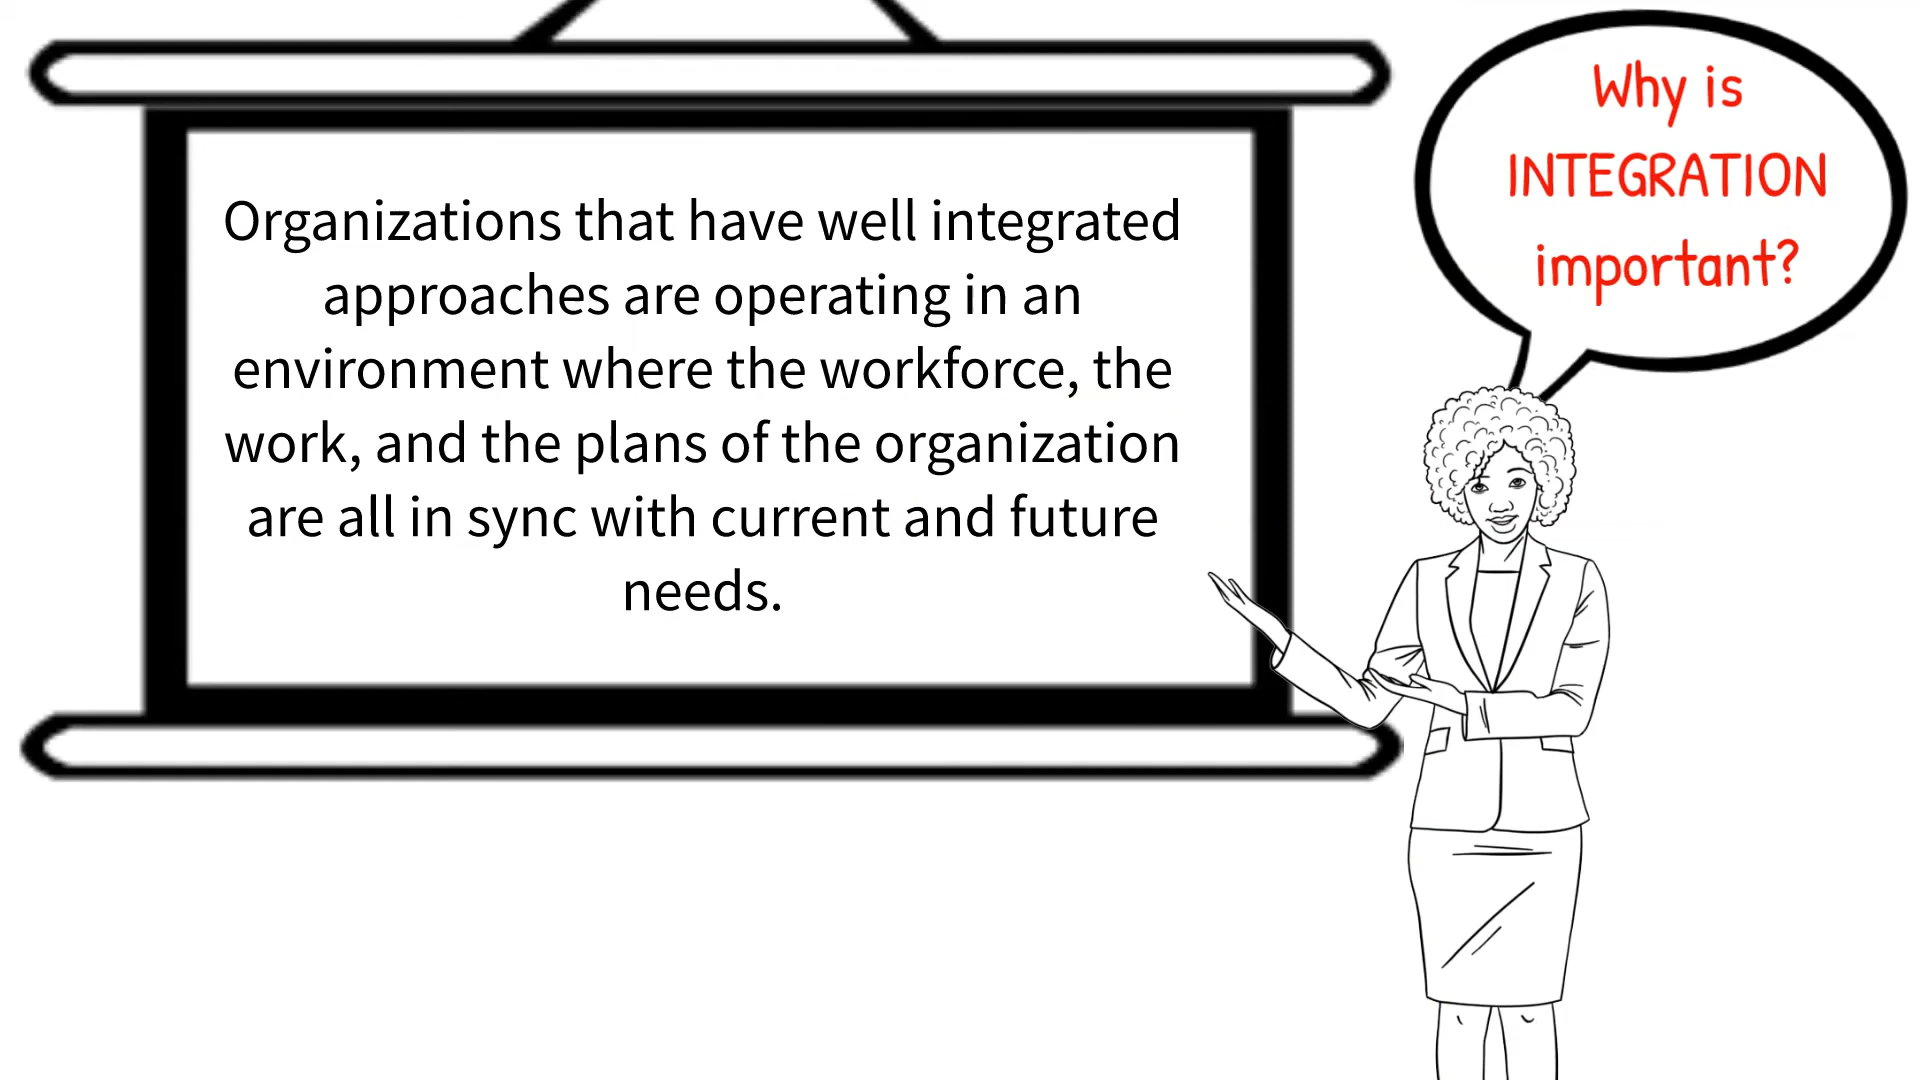 Why is
INTEGRATION
important?
Organizations that have well integrated
approaches are operating in an
environment where the workforce, the
work, and the plans of the organization
are all in sync with current and future
needs.